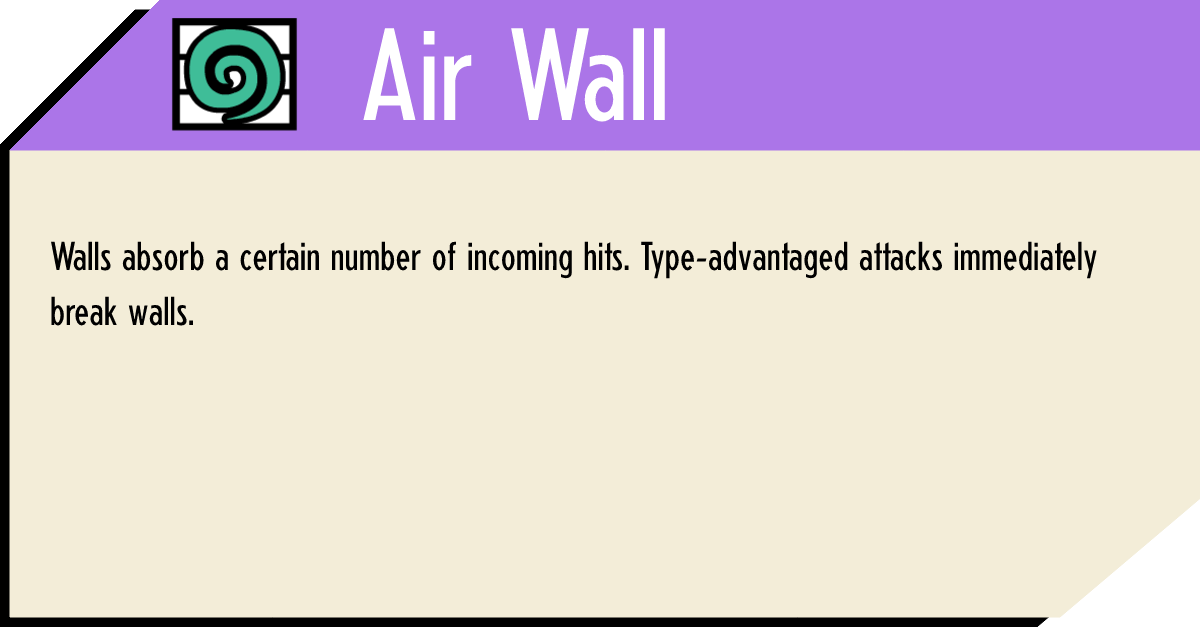 Air Wall
Walls absorb a certain number of incoming hits. Type-advantaged attacks immediately
break walls.